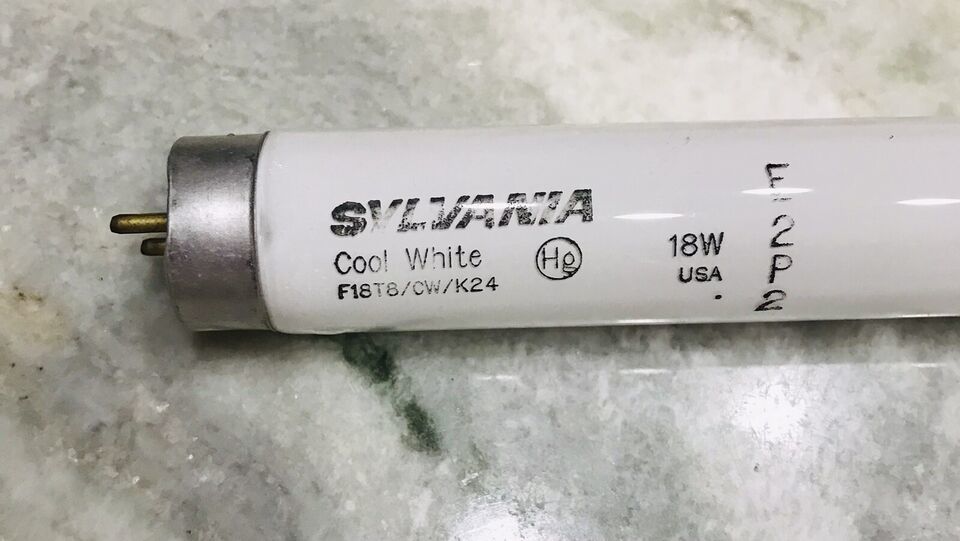 SYLVANIA
Cool White
F18T8/CW/K24
Hg
18W
USA
2
P
2